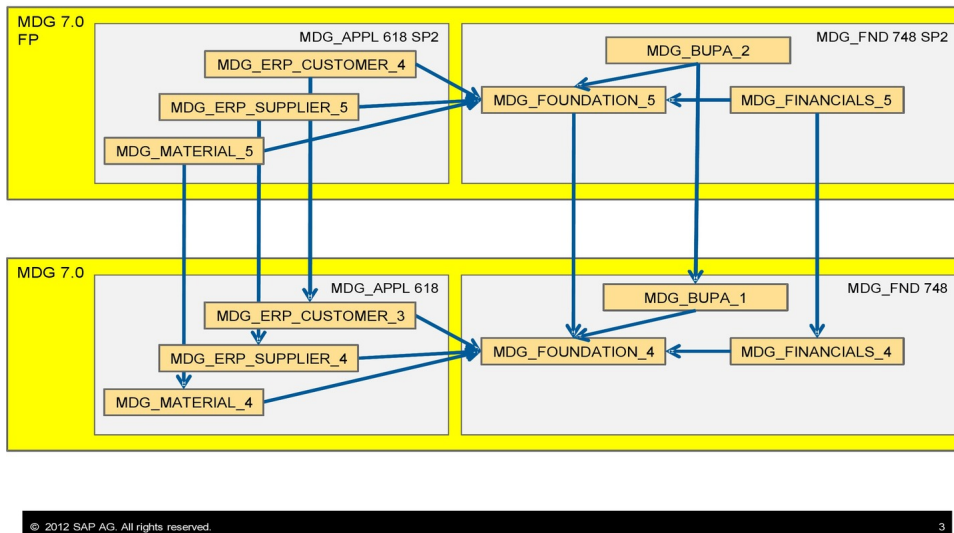 MDG 7.0
FP
MDG_APPL 618 SP2
MDG_ERP_CUSTOMER_4
MDG_ERP_SUPPLIER_5
MDG_MATERIAL_5
MDG_FND 748 SP2
MDG_BUPA_2
MDG_FOUNDATION_5
MDG_FINANCIALS_5
MDG 7.0
MDG_APPL 618
MDG_ERP_CUSTOMER_3
MDG_ERP_SUPPLIER_4
MDG_MATERIAL_4
MDG_FND 748
MDG_BUPA_1
MDG_FOUNDATION_4
MDG_FINANCIALS_4
© 2012 SAP AG. All rights reserved.
3